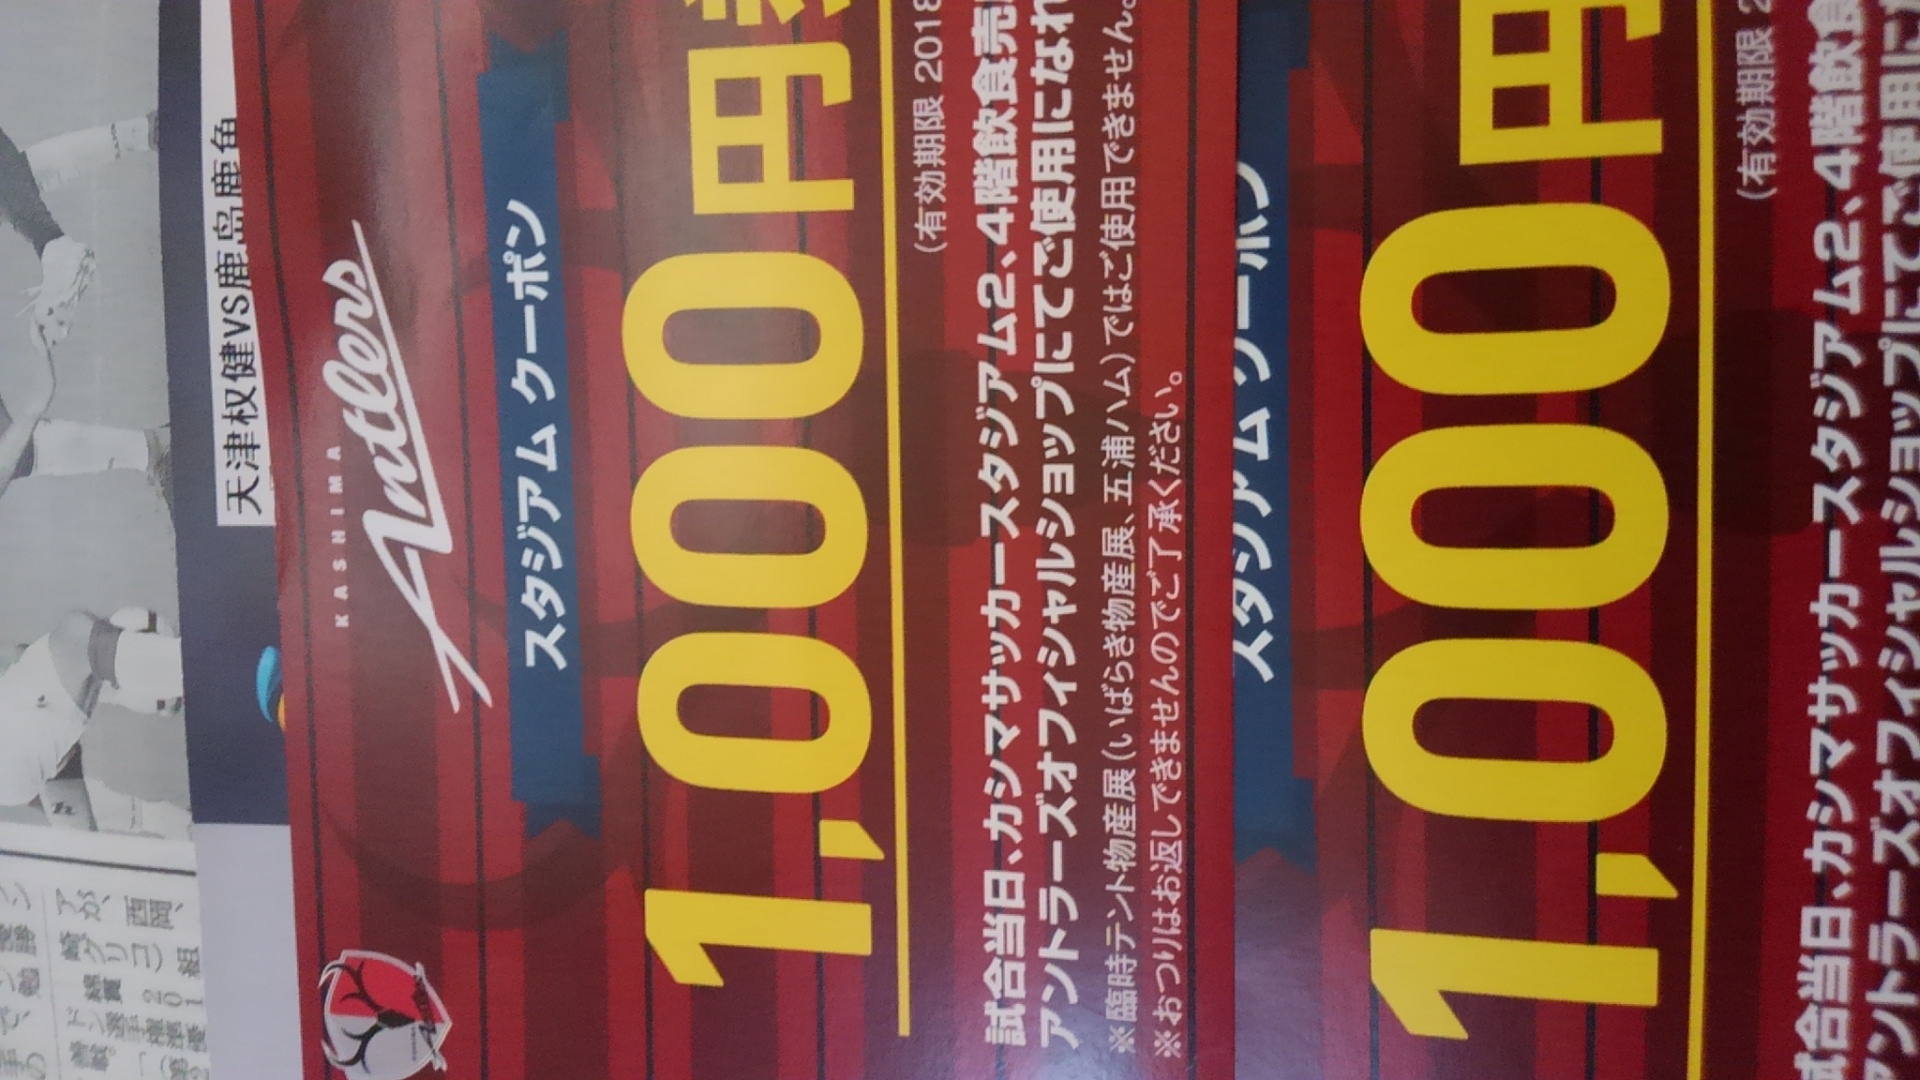 天津权健VS鹿岛鹿角
KASHIMA
Antlers
スタジアム クーポン
1,000円券
(有効期限 2018
試合当日、カシマサッカースタジアム2、4階飲食売
アントラーズオフィシャルショップにてご使用になれ
※臨時テント物産展(いばらき物産展、五浦ハム)ではご使用できません。
※おつりはお返しできませんのでご了承ください。
スタジアム クーポン
1,000円
(有効期限 2
試合当日、カシマサッカースタジアム2、4階飲食
アントラーズオフィシャルショップにてご使用にな